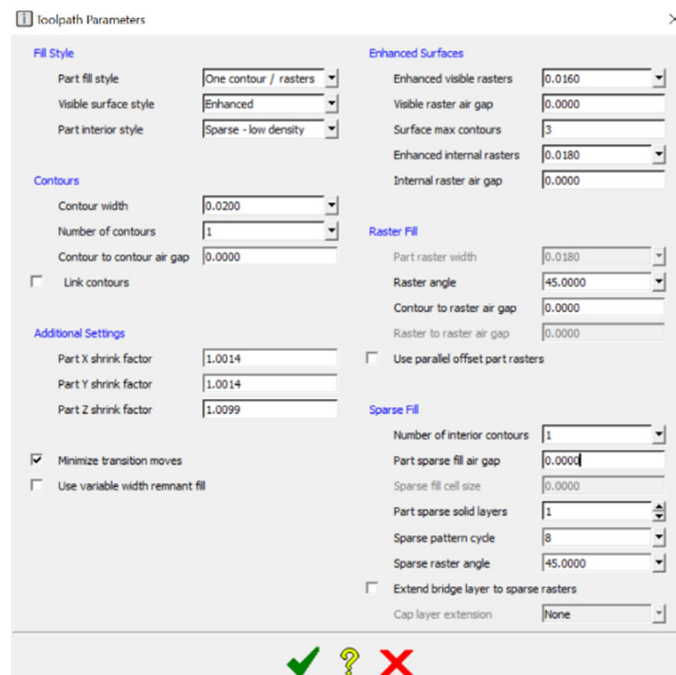 Toolpath Parameters
Fill Style
Part fill style One contour / rasters
Visible surface style Enhanced
Part interior style Sparse - low density
Contours
Contour width 0.0200
Number of contours 1
Contour to contour air gap 0.0000
Link contours
Additional Settings
Part X shrink factor 1.0014
Part Y shrink factor 1.0014
Part Z shrink factor 1.0099
Minimize transition moves
Use variable width remnant fill
Enhanced Surfaces
Enhanced visible rasters 0.0160
Visible raster air gap 0.0000
Surface max contours 3
Enhanced internal rasters 0.0180
Internal raster air gap 0.0000
Raster Fill
Part raster width 0.0180
Raster angle 45.0000
Contour to raster air gap 0.0000
Raster to raster air gap 0.0000
Use parallel offset part rasters
Sparse Fill
Number of interior contours 1
Part sparse fill air gap 0.0000
Sparse fill cell size 0.0000
Part sparse solid layers 1
Sparse pattern cycle 8
Sparse raster angle 45.0000
Extend bridge layer to sparse rasters
Cap layer extension None